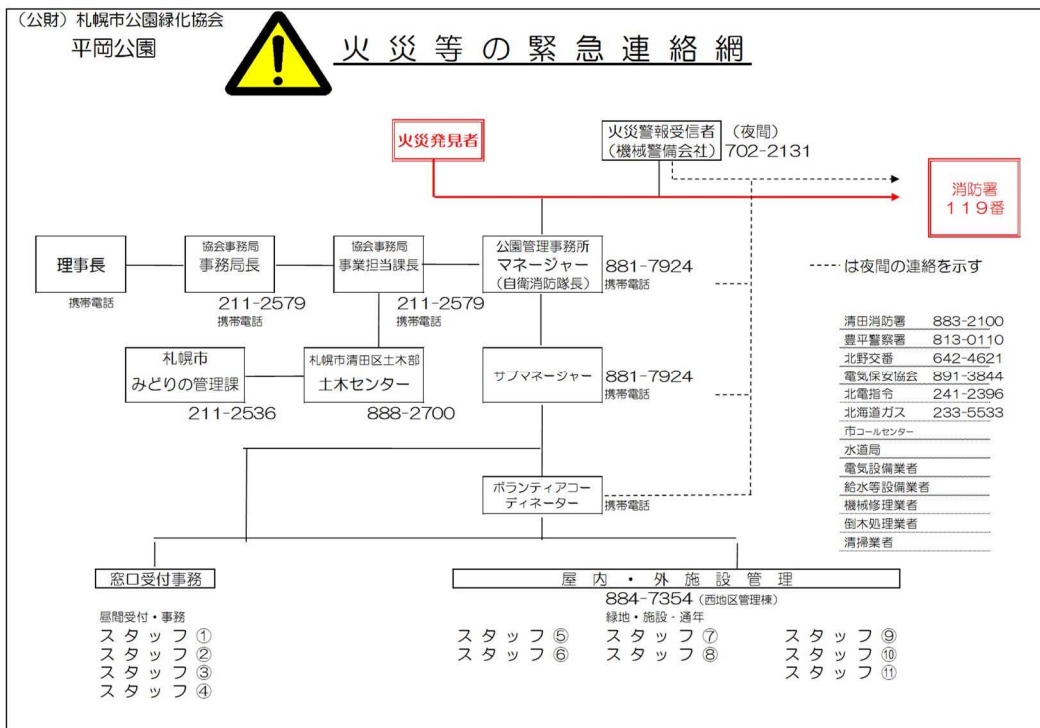 （公財）札幌市公園緑化協会
平岡公園
火災等の緊急連絡網
火災発見者
火災警報受信者 （夜間）
（機械警備会社） 702-2131
消防署
１１９番
理事長
携帯電話
協会事務局
事務局長
211-2579
携帯電話
協会事務局
事業担当課長
211-2579
携帯電話
公園管理事務所
マネージャー
（自衛消防隊長）
881-7924
携帯電話
---- は夜間の連絡を示す
札幌市
みどりの管理課
211-2536
札幌市清田区土木部
土木センター
888-2700
サブマネージャー
881-7924
携帯電話
清田消防署 883-2100
豊平警察署 813-0110
北野交番 642-4621
電気保安協会 891-3844
北電指令 241-2396
北海道ガス 233-5533
市コールセンター
水道局
電気設備業者
給水等設備業者
機械修理業者
倒木処理業者
清掃業者
ボランティアコー
ディネーター
携帯電話
窓口受付事務
屋内・外施設管理
884-7354（西地区管理棟）
昼間受付・事務
スタッフ①
スタッフ②
スタッフ③
スタッフ④
緑地・施設・通年
スタッフ⑤ スタッフ⑦ スタッフ⑨
スタッフ⑥ スタッフ⑧ スタッフ⑩
スタッフ⑪